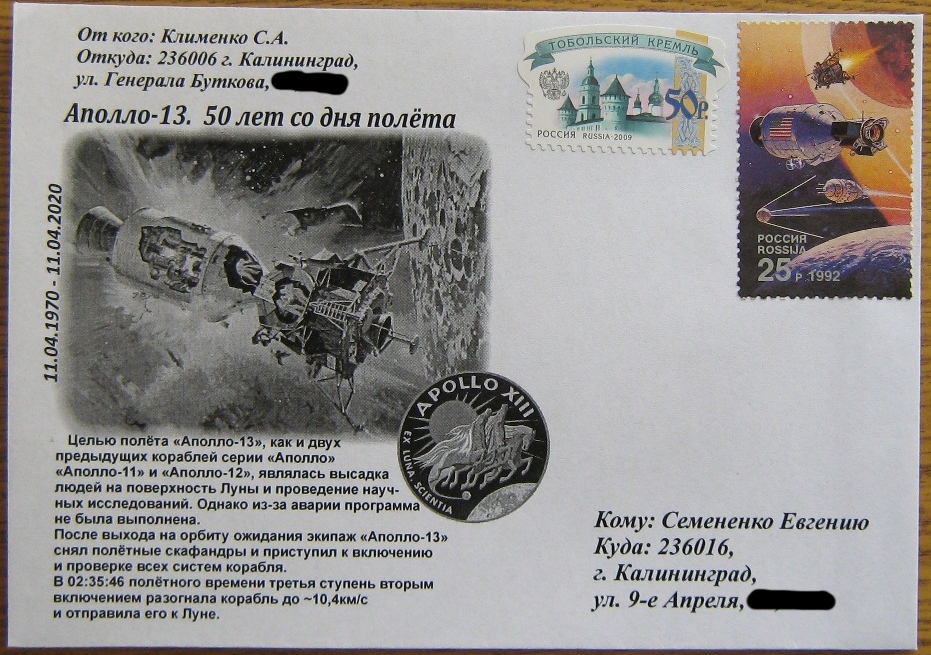 От кого: Клименко С.А.
Откуда: 236006 г. Калининград,
ул. Генерала Буткова,
Аполло-13. 50 лет со дня полёта
11.04.1970 - 11.04.2020
ТОБОЛЬСКИЙ КРЕМЛЬ
50р.
РОССИЯ RUSSIA-2009
РОССИЯ
ROSSIJA
25 р. 1992
APOLLO XIII
EX LUNA, SCIENTIA
Целью полёта «Аполло-13», как и двух
предыдущих кораблей серии «Аполло»
«Аполло-11» и «Аполло-12», являлась высадка
людей на поверхность Луны и проведение науч-
ных исследований. Однако из-за аварии программа
не была выполнена.
После выхода на орбиту ожидания экипаж «Аполло-13»
снял полётные скафандры и приступил к включению
и проверке всех систем корабля.
В 02:35:46 полётного времени третья ступень вторым
включением разогнала корабль до ~10,4км/с
и отправила его к Луне.
Кому: Семененко Евгению
Куда: 236016,
г. Калининград,
ул. 9-е Апреля,